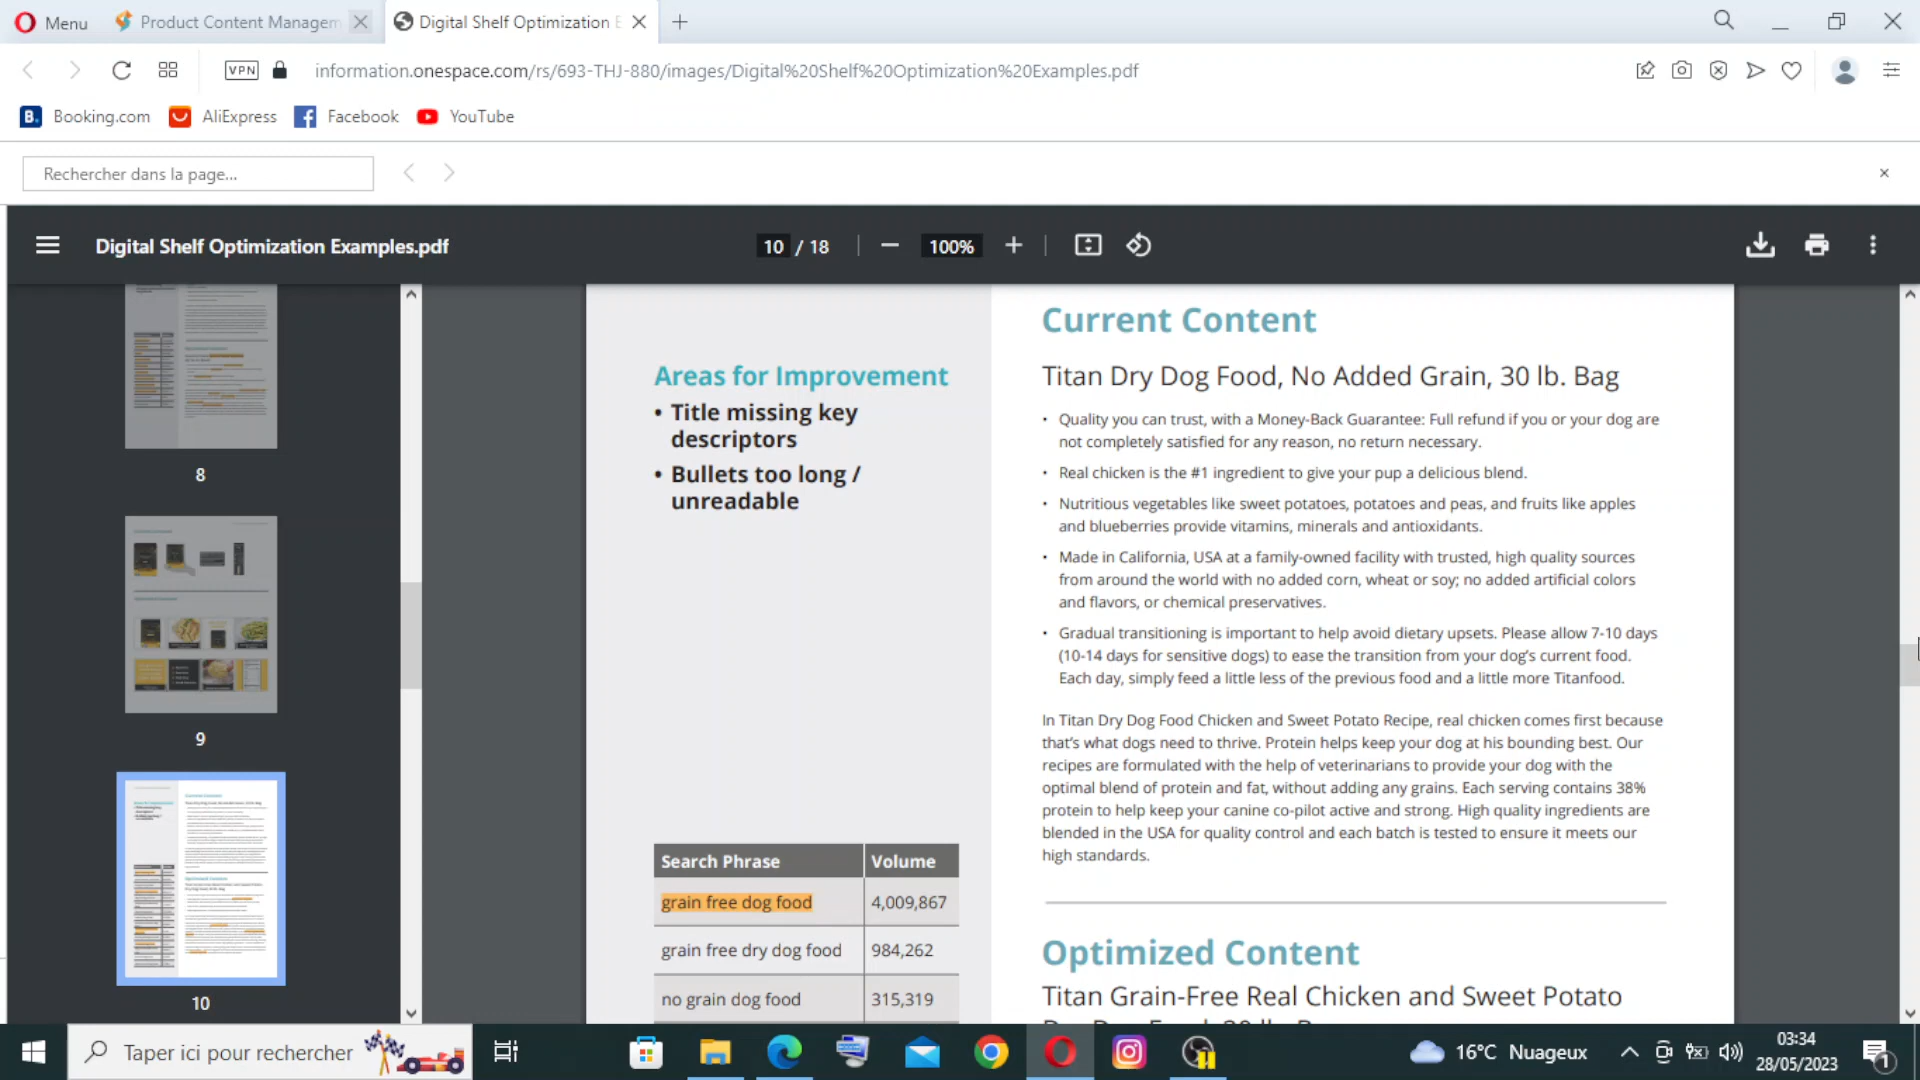 Menu
Product Content Managem
Digital Shelf Optimization E
VPN
information.onespace.com/rs/693-THJ-880/images/Digital%20Shelf%20Optimization%20Examples.pdf
B. Booking.com
AliExpress
Facebook
YouTube
Rechercher dans la page...
Digital Shelf Optimization Examples.pdf
10 / 18
100%
8
9
10
Areas for Improvement
• Title missing key
descriptors
• Bullets too long /
unreadable
Search Phrase Volume
grain free dog food 4,009,867
grain free dry dog food 984,262
no grain dog food 315,319
Current Content
Titan Dry Dog Food, No Added Grain, 30 lb. Bag
• Quality you can trust, with a Money-Back Guarantee: Full refund if you or your dog are
not completely satisfied for any reason, no return necessary.
• Real chicken is the #1 ingredient to give your pup a delicious blend.
• Nutritious vegetables like sweet potatoes, potatoes and peas, and fruits like apples
and blueberries provide vitamins, minerals and antioxidants.
• Made in California, USA at a family-owned facility with trusted, high quality sources
from around the world with no added corn, wheat or soy; no added artificial colors
and flavors, or chemical preservatives.
• Gradual transitioning is important to help avoid dietary upsets. Please allow 7-10 days
(10-14 days for sensitive dogs) to ease the transition from your dog's current food.
Each day, simply feed a little less of the previous food and a little more Titanfood.
In Titan Dry Dog Food Chicken and Sweet Potato Recipe, real chicken comes first because
that's what dogs need to thrive. Protein helps keep your dog at his bounding best. Our
recipes are formulated with the help of veterinarians to provide your dog with the
optimal blend of protein and fat, without adding any grains. Each serving contains 38%
protein to help keep your canine co-pilot active and strong. High quality ingredients are
blended in the USA for quality control and each batch is tested to ensure it meets our
high standards.
Optimized Content
Titan Grain-Free Real Chicken and Sweet Potato
Taper ici pour rechercher
16°C Nuageux
03:34
28/05/2023
1